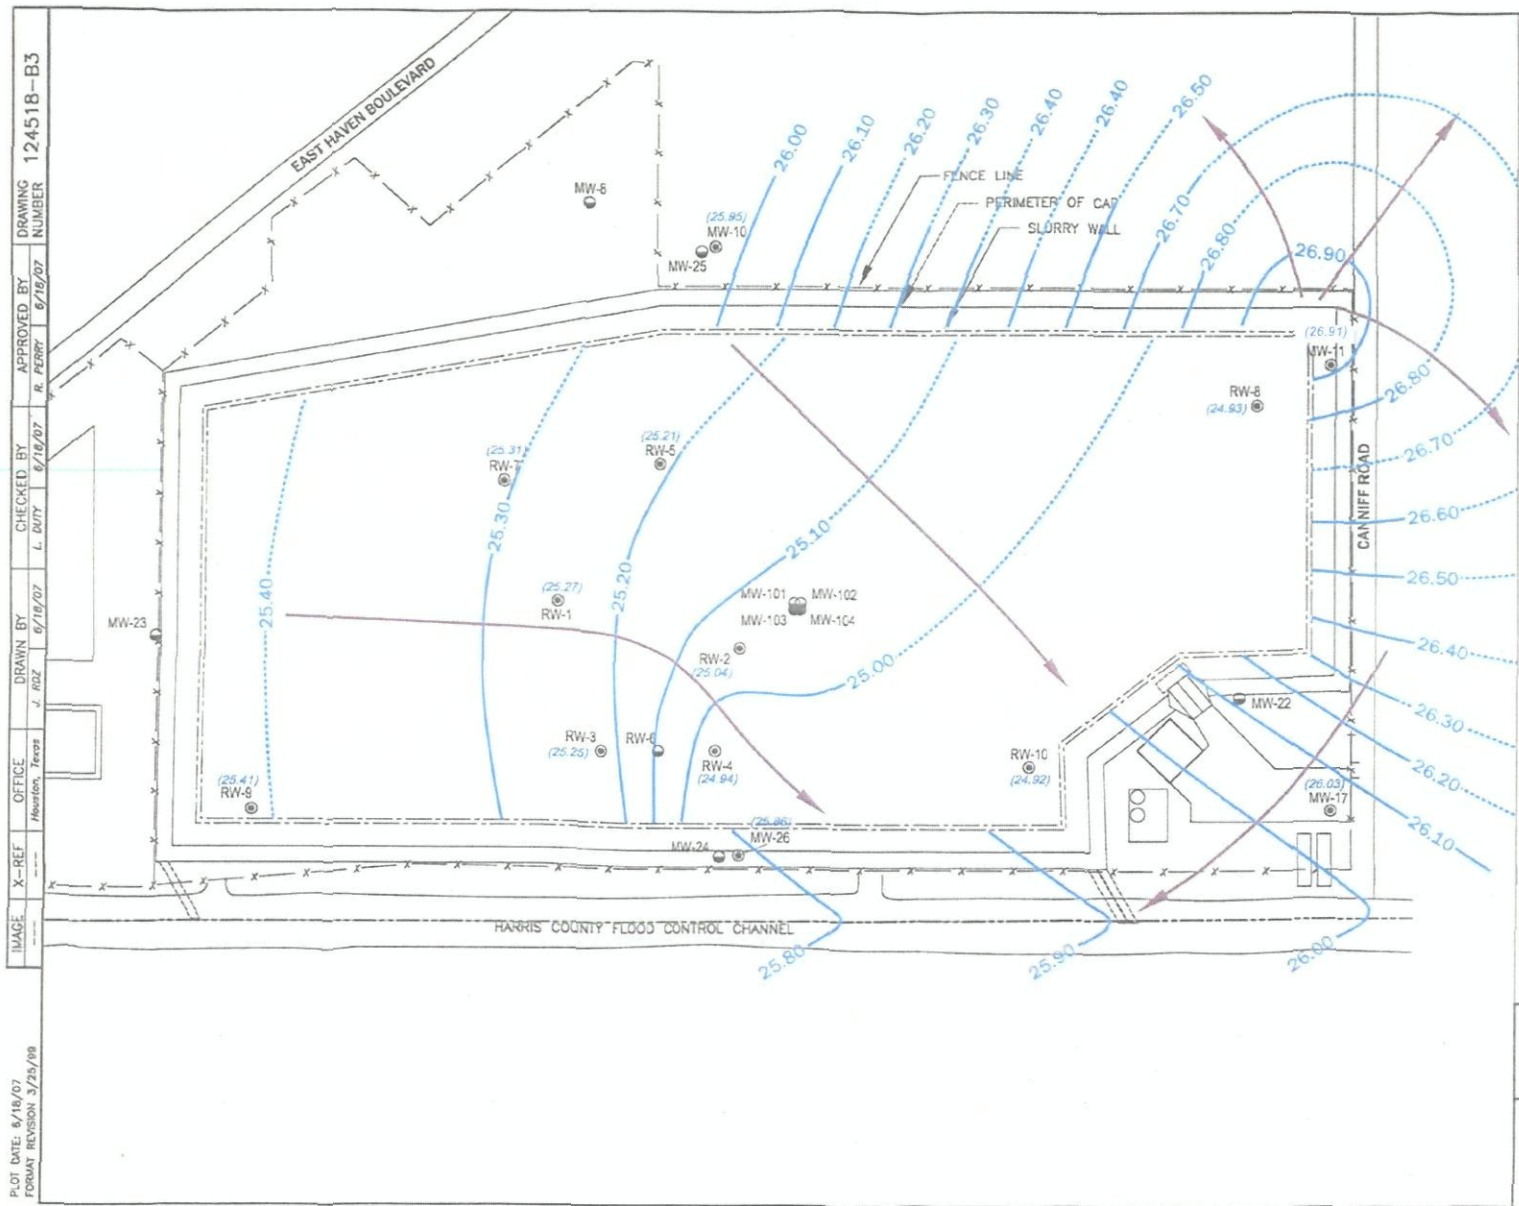 DRAWING NUMBER 124518-B3
APPROVED BY
R. PERRY 6/18/07
CHECKED BY
L. DUTY 6/18/07
DRAWN BY
J. RDZ 6/18/07
OFFICE
Houston, Texas
X-REF
----
IMAGE
----
PLOT DATE: 6/18/07
FORMAT REVISION 3/25/99
EAST HAVEN BOULEVARD
26.00
26.10
26.20
26.30
26.40
26.40
26.50
26.70
26.80
26.90
FENCE LINE
PERIMETER OF CAP
SLURRY WALL
MW-8
(25.95)
MW-10
MW-25
(26.91)
MW-11
RW-8
(24.93)
26.80
26.70
26.60
26.50
26.40
26.30
26.20
26.10
CANNIFF ROAD
(25.31)
RW-7
(25.21)
RW-5
25.30
25.20
25.10
25.40
25.00
(25.27)
RW-1
MW-101
MW-102
MW-103
MW-104
MW-23
RW-2
(25.04)
MW-22
RW-3
(25.25)
RW-6
RW-4
(24.94)
RW-10
(24.92)
(25.41)
RW-9
(26.03)
MW-17
MW-26
MW-24
HARRIS COUNTY FLOOD CONTROL CHANNEL
25.80
25.90
26.00